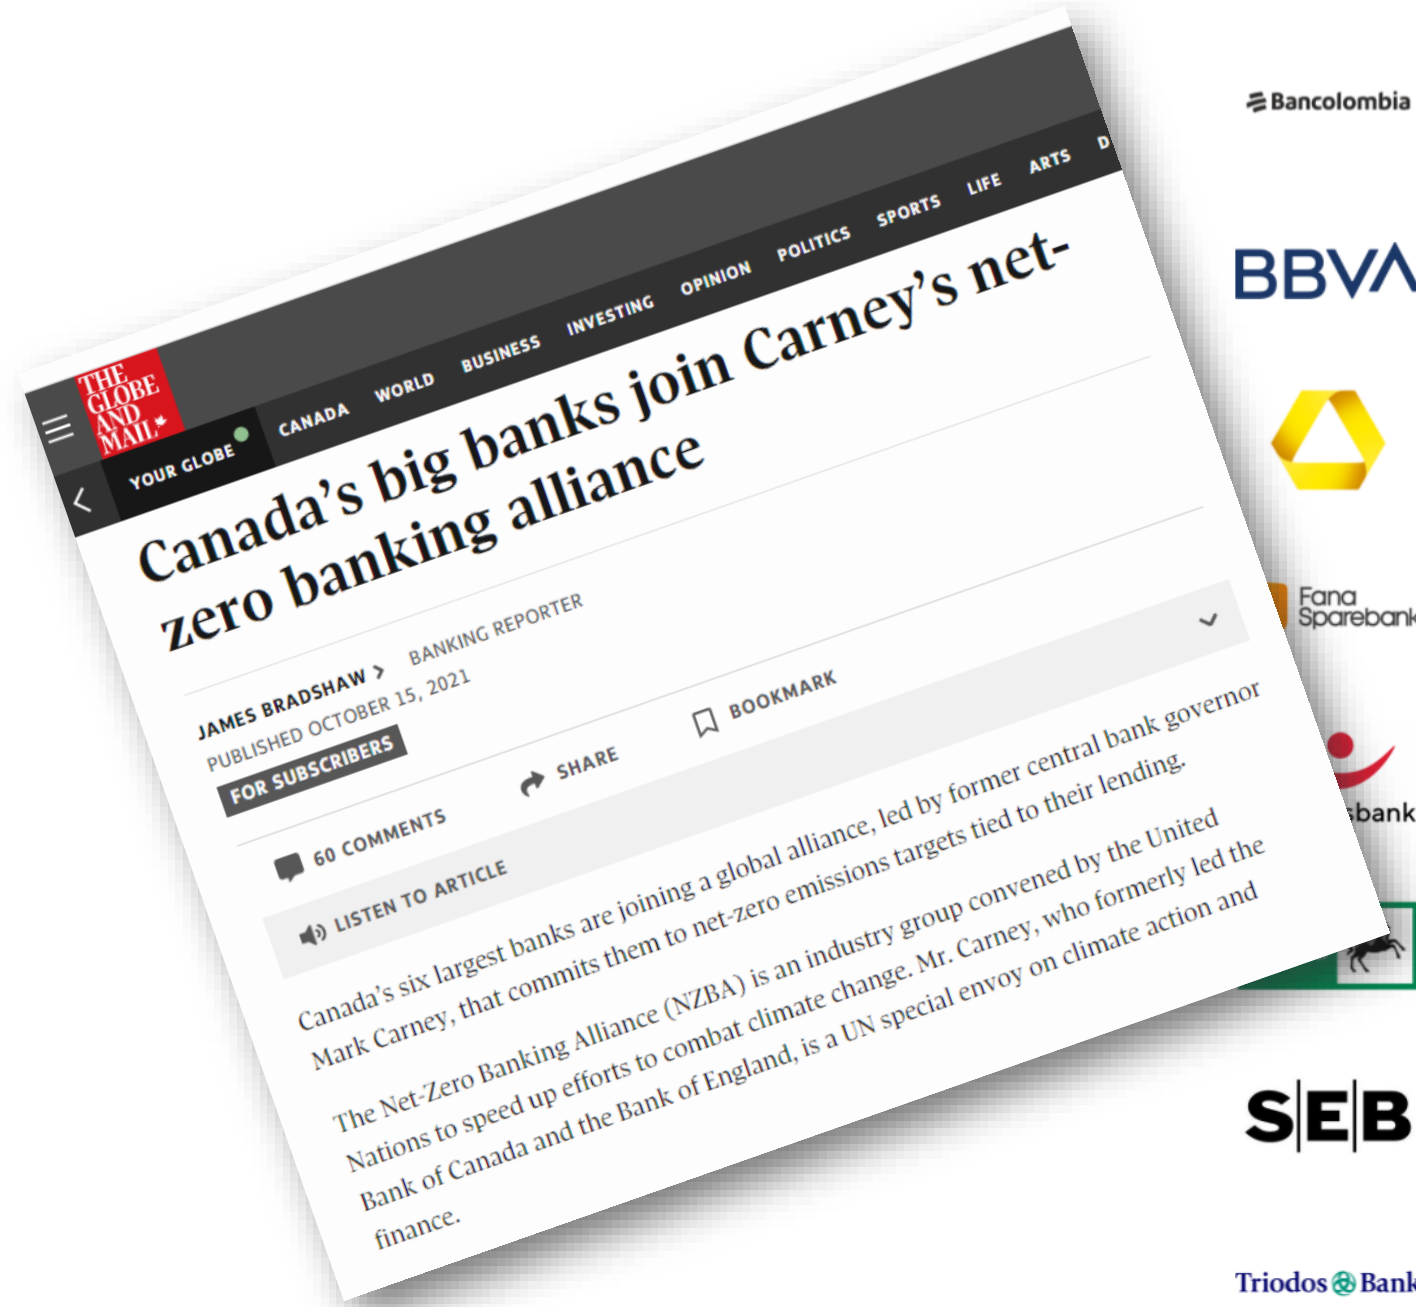 THE
GLOBE
AND
MAIL
YOUR GLOBE
CANADA
WORLD
BUSINESS
INVESTING
OPINION
POLITICS
SPORTS
LIFE
ARTS
D
Canada's big banks join Carney's net-
zero banking alliance
JAMES BRADSHAW
BANKING REPORTER
PUBLISHED OCTOBER 15, 2021
FOR SUBSCRIBERS
60 COMMENTS
SHARE
BOOKMARK
LISTEN TO ARTICLE
Canada's six largest banks are joining a global alliance, led by former central bank governor
Mark Carney, that commits them to net-zero emissions targets tied to their lending.
The Net-Zero Banking Alliance (NZBA) is an industry group convened by the United
Nations to speed up efforts to combat climate change. Mr. Carney, who formerly led the
Bank of Canada and the Bank of England, is a UN special envoy on climate action and
finance.
Bancolombia
BBVA
Fana
Sparebank
sbank
SEB
Triodos Bank